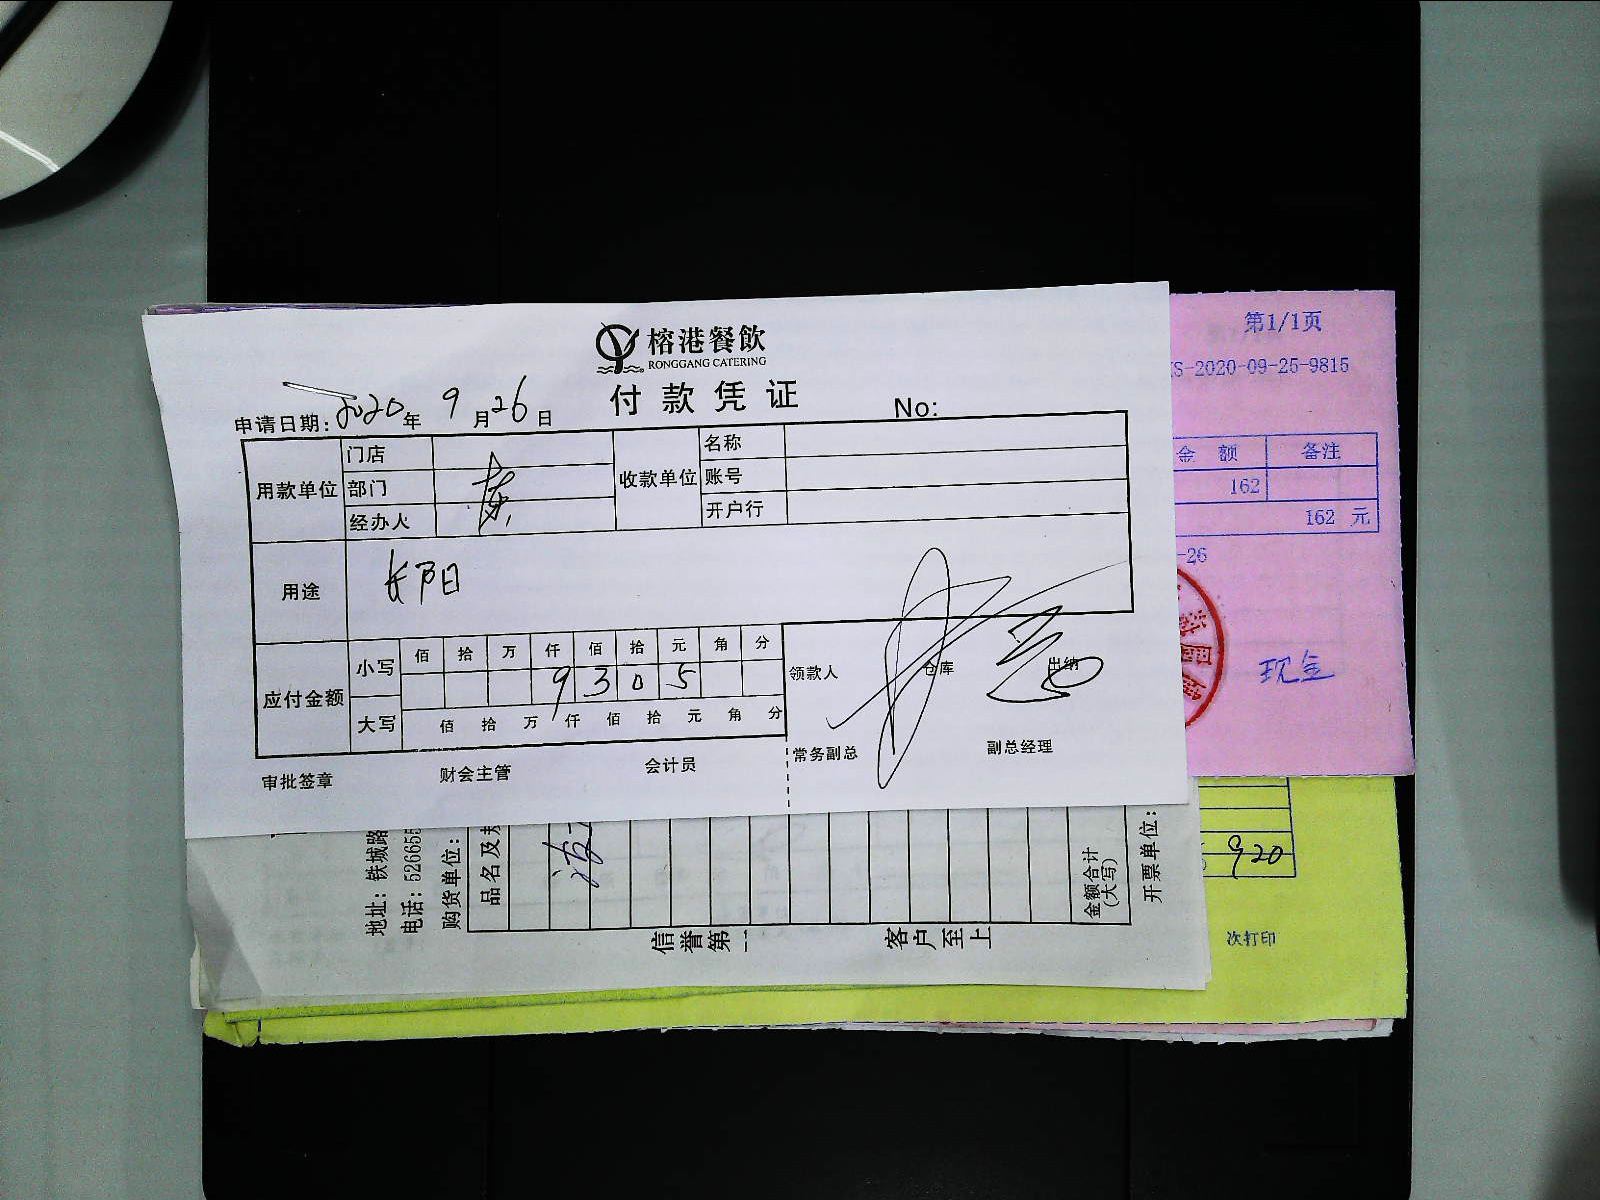 榕港餐飲
RONGGANG CATERING
付款凭证
No:
申请日期: 2020年 9月26日
用款单位
门店
部门
经办人
收款单位
名称
账号
开户行
用途
长阳
应付金额
小写
佰 拾 万 仟 佰 拾 元 角 分
9 3 0 5
大写
佰 拾 万 仟 佰 拾 元 角 分
领款人
仓库
出纳
审批签章
财会主管
会计员
常务副总
副总经理
第1/1页
S-2020-09-25-9815
金 额
备注
162
162 元
-26
现金
地址: 铁城路
电话: 526655
购货单位:
品名及
金额合计
(大写)
开票单位:
信誉第一
客户至上
920
次打印